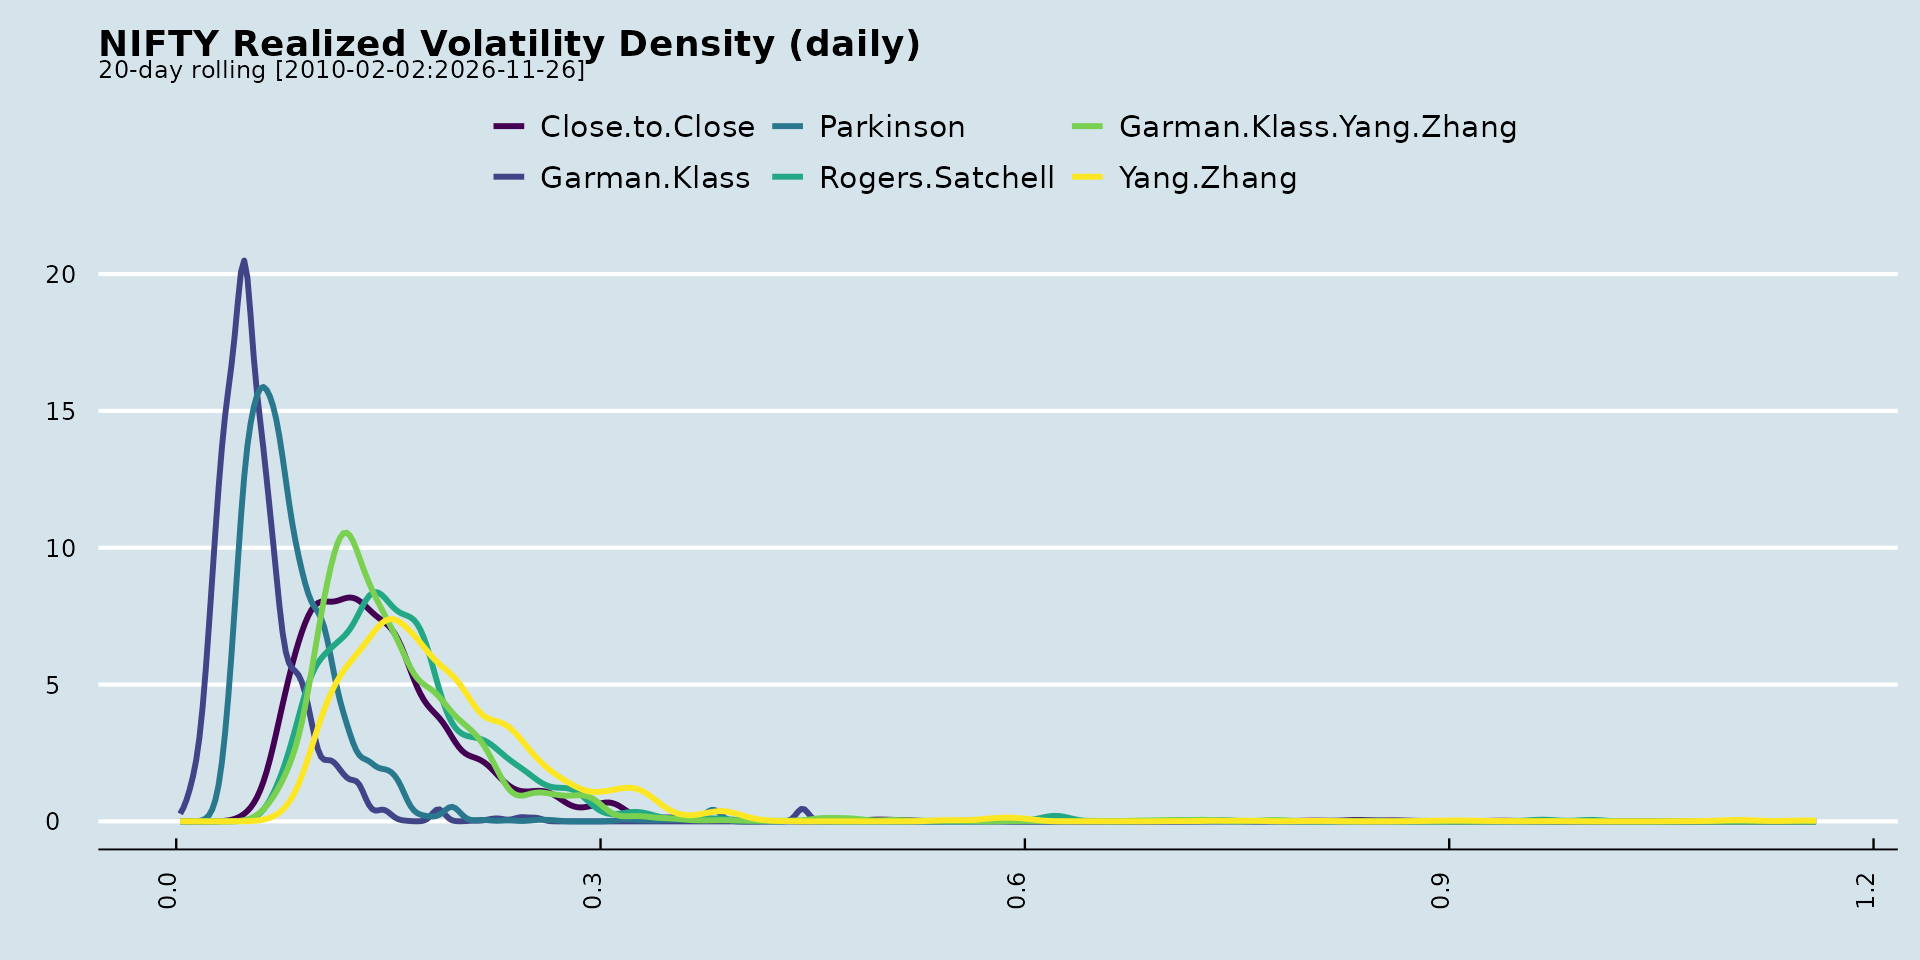 NIFTY Realized Volatility Density (daily)
20-day rolling [2010-02-02:2026-11-26]
Close.to.Close Parkinson Garman.Klass.Yang.Zhang
Garman.Klass Rogers.Satchell Yang.Zhang
20
15
10
5
0
0.0 0.3 0.6 0.9 1.2